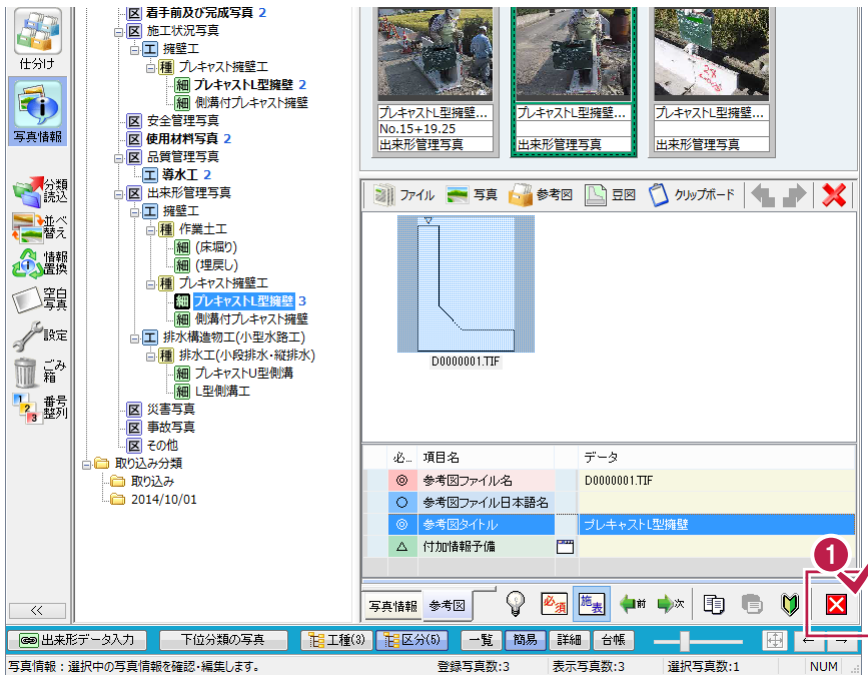 仕分け
写真情報
分類読込
並べ替え
情報置換
空白写真
設定
ごみ箱
番号整列
<<
区 着手前及び完成写真 2
区 施工状況写真
工 擁壁工
種 プレキャスト擁壁工
細 プレキャストL型擁壁 2
細 側溝付プレキャスト擁壁
区 安全管理写真
区 使用材料写真 2
区 品質管理写真
工 導水工 2
区 出来形管理写真
工 擁壁工
種 作業土工
細 (床堀り)
細 (埋戻し)
種 プレキャスト擁壁工
細 プレキャストL型擁壁 3
細 側溝付プレキャスト擁壁
工 排水構造物工(小型水路工)
種 排水工(小段排水・縦排水)
細 プレキャストU型側溝
細 L型側溝工
区 災害写真
区 事故写真
区 その他
取り込み分類
取り込み
2014/10/01
プレキャストL型擁壁...
No.15+19.25
出来形管理写真
プレキャストL型擁壁...
出来形管理写真
プレキャストL型擁壁...
出来形管理写真
ファイル 写真 参考図 豆図 クリップボード
D0000001.TIF
必... 項目名 データ
◎ 参考図ファイル名 D0000001.TIF
○ 参考図ファイル日本語名
◎ 参考図タイトル プレキャストL型擁壁
△ 付加情報予備
1
写真情報 参考図 必須 施表 前 次
出来形データ入力 下位分類の写真 工種(3) 区分(5) 一覧 簡易 詳細 台帳 ← →
写真情報：選択中の写真情報を確認・編集します。 登録写真数:3 表示写真数:3 選択写真数:1 NUM